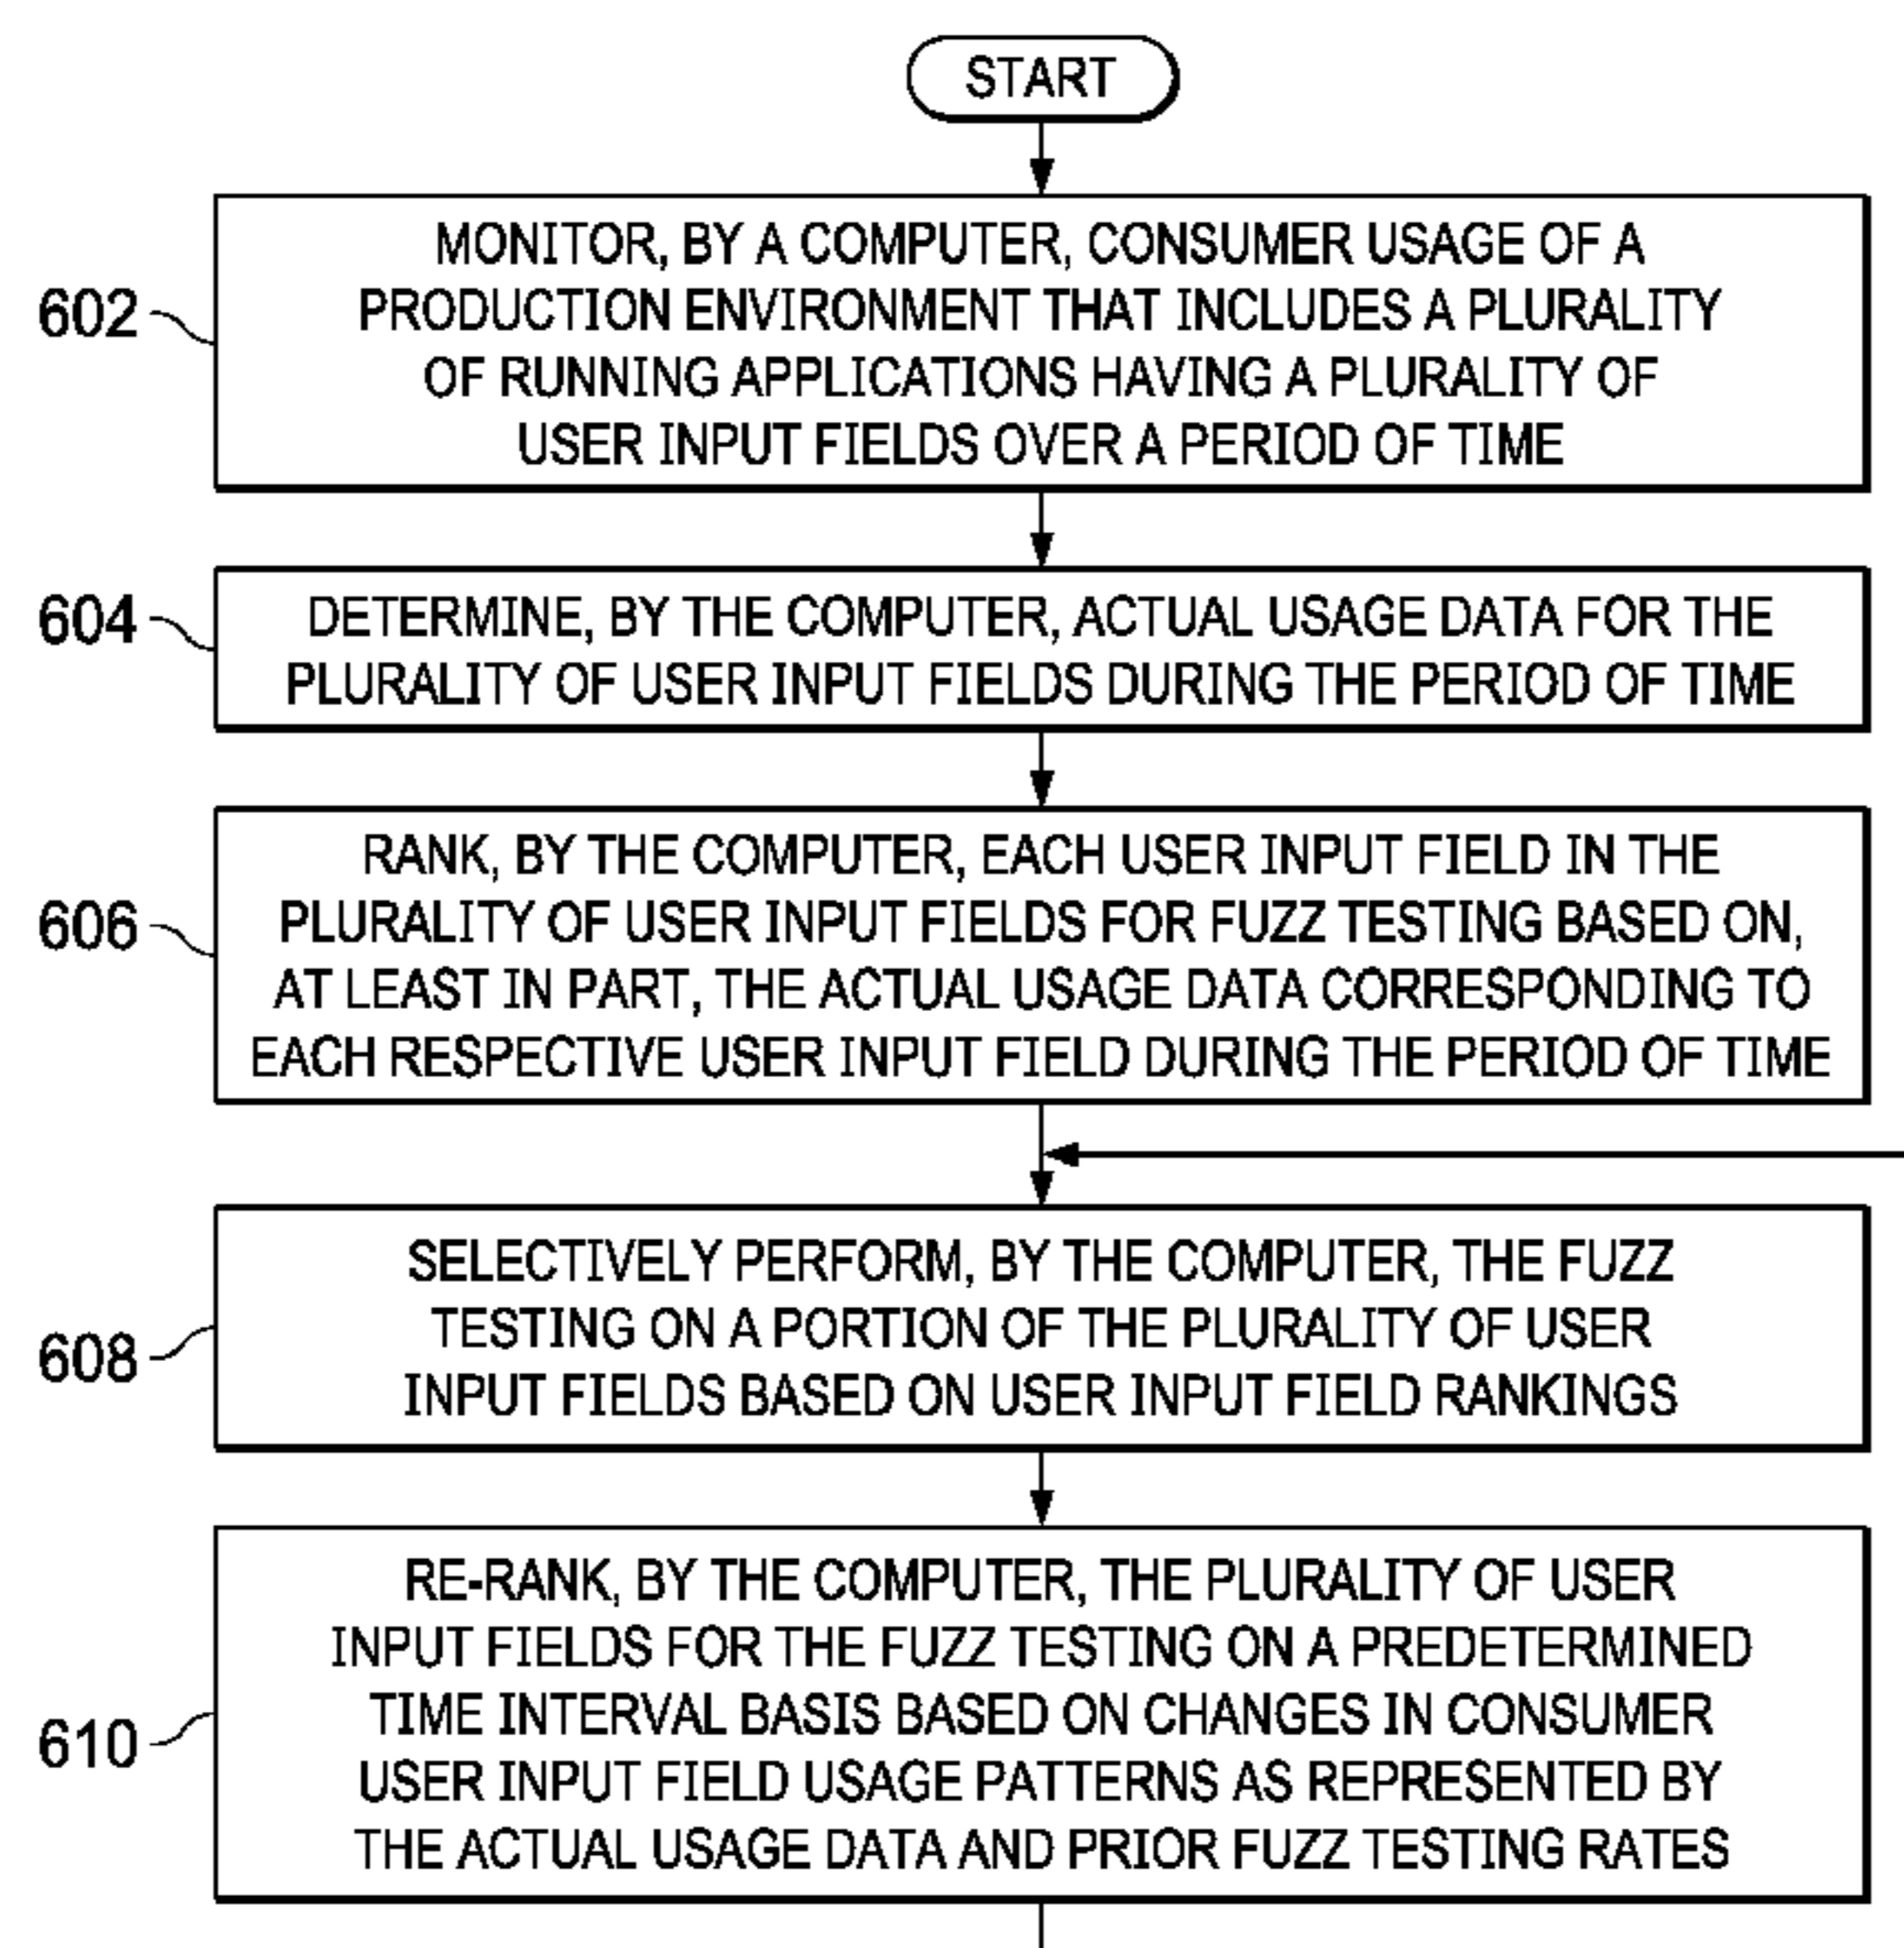 START
602
MONITOR, BY A COMPUTER, CONSUMER USAGE OF A
PRODUCTION ENVIRONMENT THAT INCLUDES A PLURALITY
OF RUNNING APPLICATIONS HAVING A PLURALITY OF
USER INPUT FIELDS OVER A PERIOD OF TIME
604
DETERMINE, BY THE COMPUTER, ACTUAL USAGE DATA FOR THE
PLURALITY OF USER INPUT FIELDS DURING THE PERIOD OF TIME
606
RANK, BY THE COMPUTER, EACH USER INPUT FIELD IN THE
PLURALITY OF USER INPUT FIELDS FOR FUZZ TESTING BASED ON,
AT LEAST IN PART, THE ACTUAL USAGE DATA CORRESPONDING TO
EACH RESPECTIVE USER INPUT FIELD DURING THE PERIOD OF TIME
608
SELECTIVELY PERFORM, BY THE COMPUTER, THE FUZZ
TESTING ON A PORTION OF THE PLURALITY OF USER
INPUT FIELDS BASED ON USER INPUT FIELD RANKINGS
610
RE-RANK, BY THE COMPUTER, THE PLURALITY OF USER
INPUT FIELDS FOR THE FUZZ TESTING ON A PREDETERMINED
TIME INTERVAL BASIS BASED ON CHANGES IN CONSUMER
USER INPUT FIELD USAGE PATTERNS AS REPRESENTED BY
THE ACTUAL USAGE DATA AND PRIOR FUZZ TESTING RATES